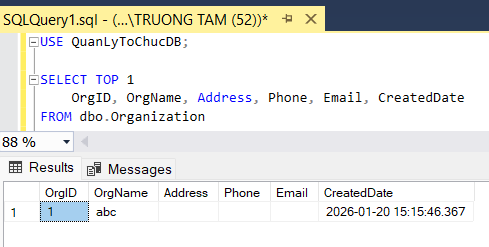 SQLQuery1.sql - (...\TRUONG TAM (52))*
USE QuanLyToChucDB;
SELECT TOP 1
OrgID, OrgName, Address, Phone, Email, CreatedDate
FROM dbo.Organization
88 %
Results Messages
OrgID OrgName Address Phone Email CreatedDate
1 1 abc 2026-01-20 15:15:46.367